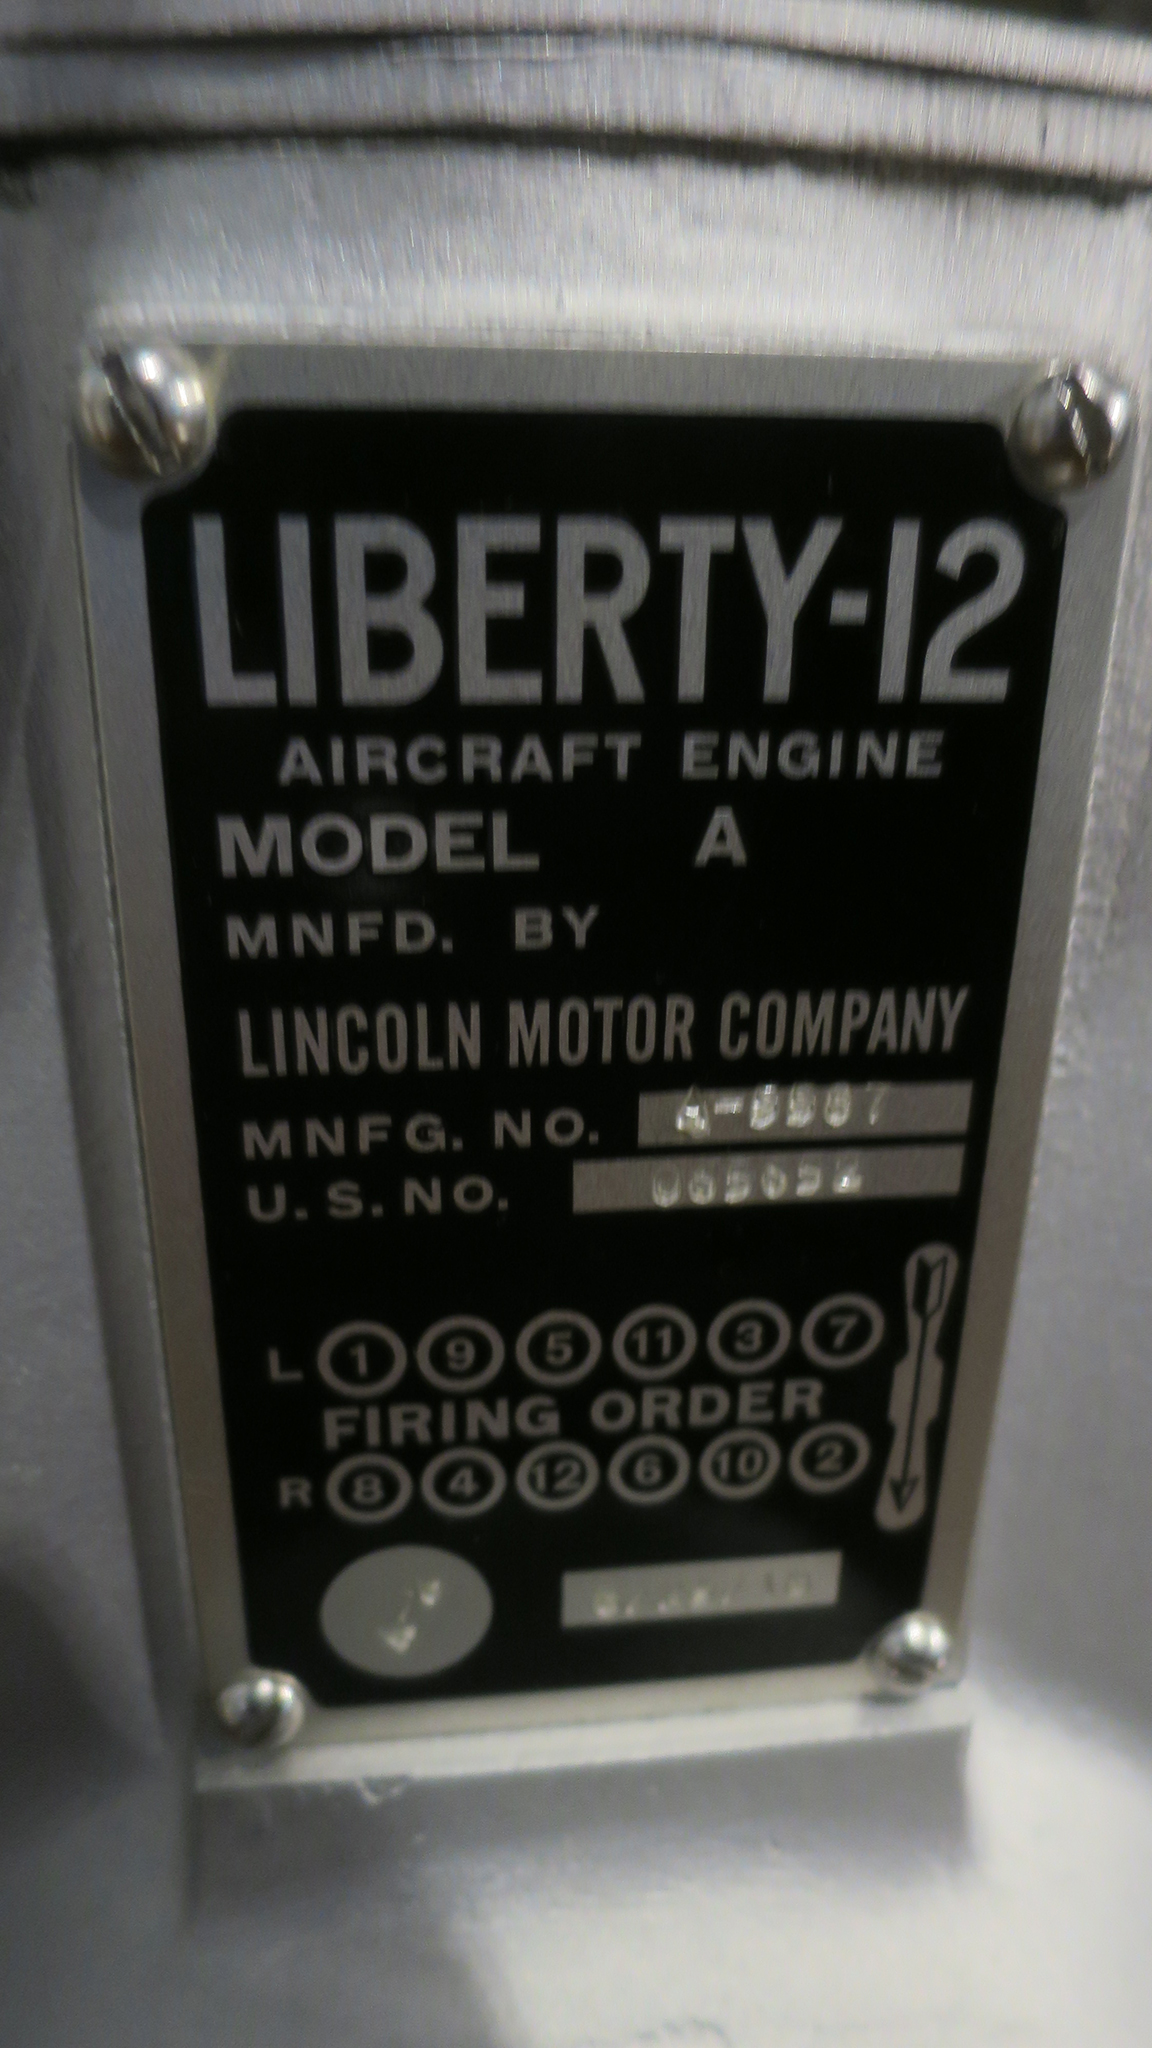 LIBERTY-12
AIRCRAFT ENGINE
MODEL A
MNFD. BY
LINCOLN MOTOR COMPANY
MNFG. NO.
U. S. NO.
L 1 9 5 11 3 7
FIRING ORDER
R 8 4 12 6 10 2